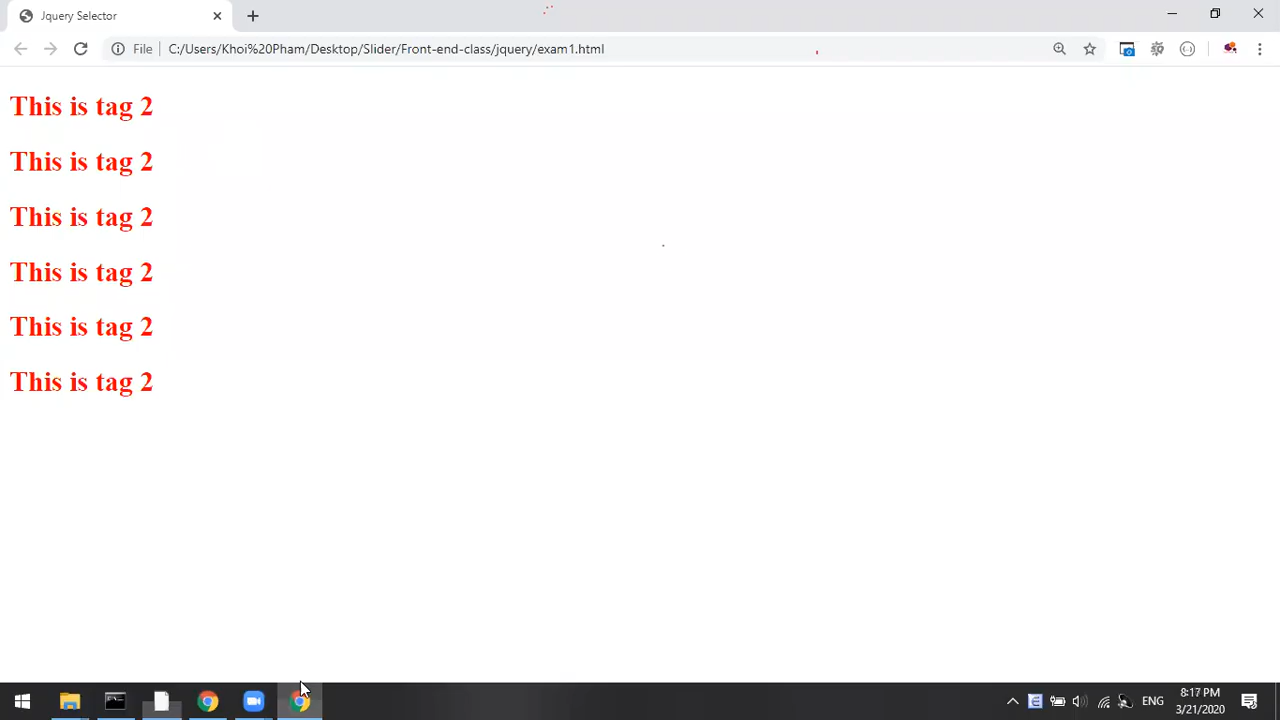 Jquery Selector
File C:/Users/Khoi%20Pham/Desktop/Slider/Front-end-class/jquery/exam1.html
This is tag 2
This is tag 2
This is tag 2
This is tag 2
This is tag 2
This is tag 2
ENG
8:17 PM
3/21/2020